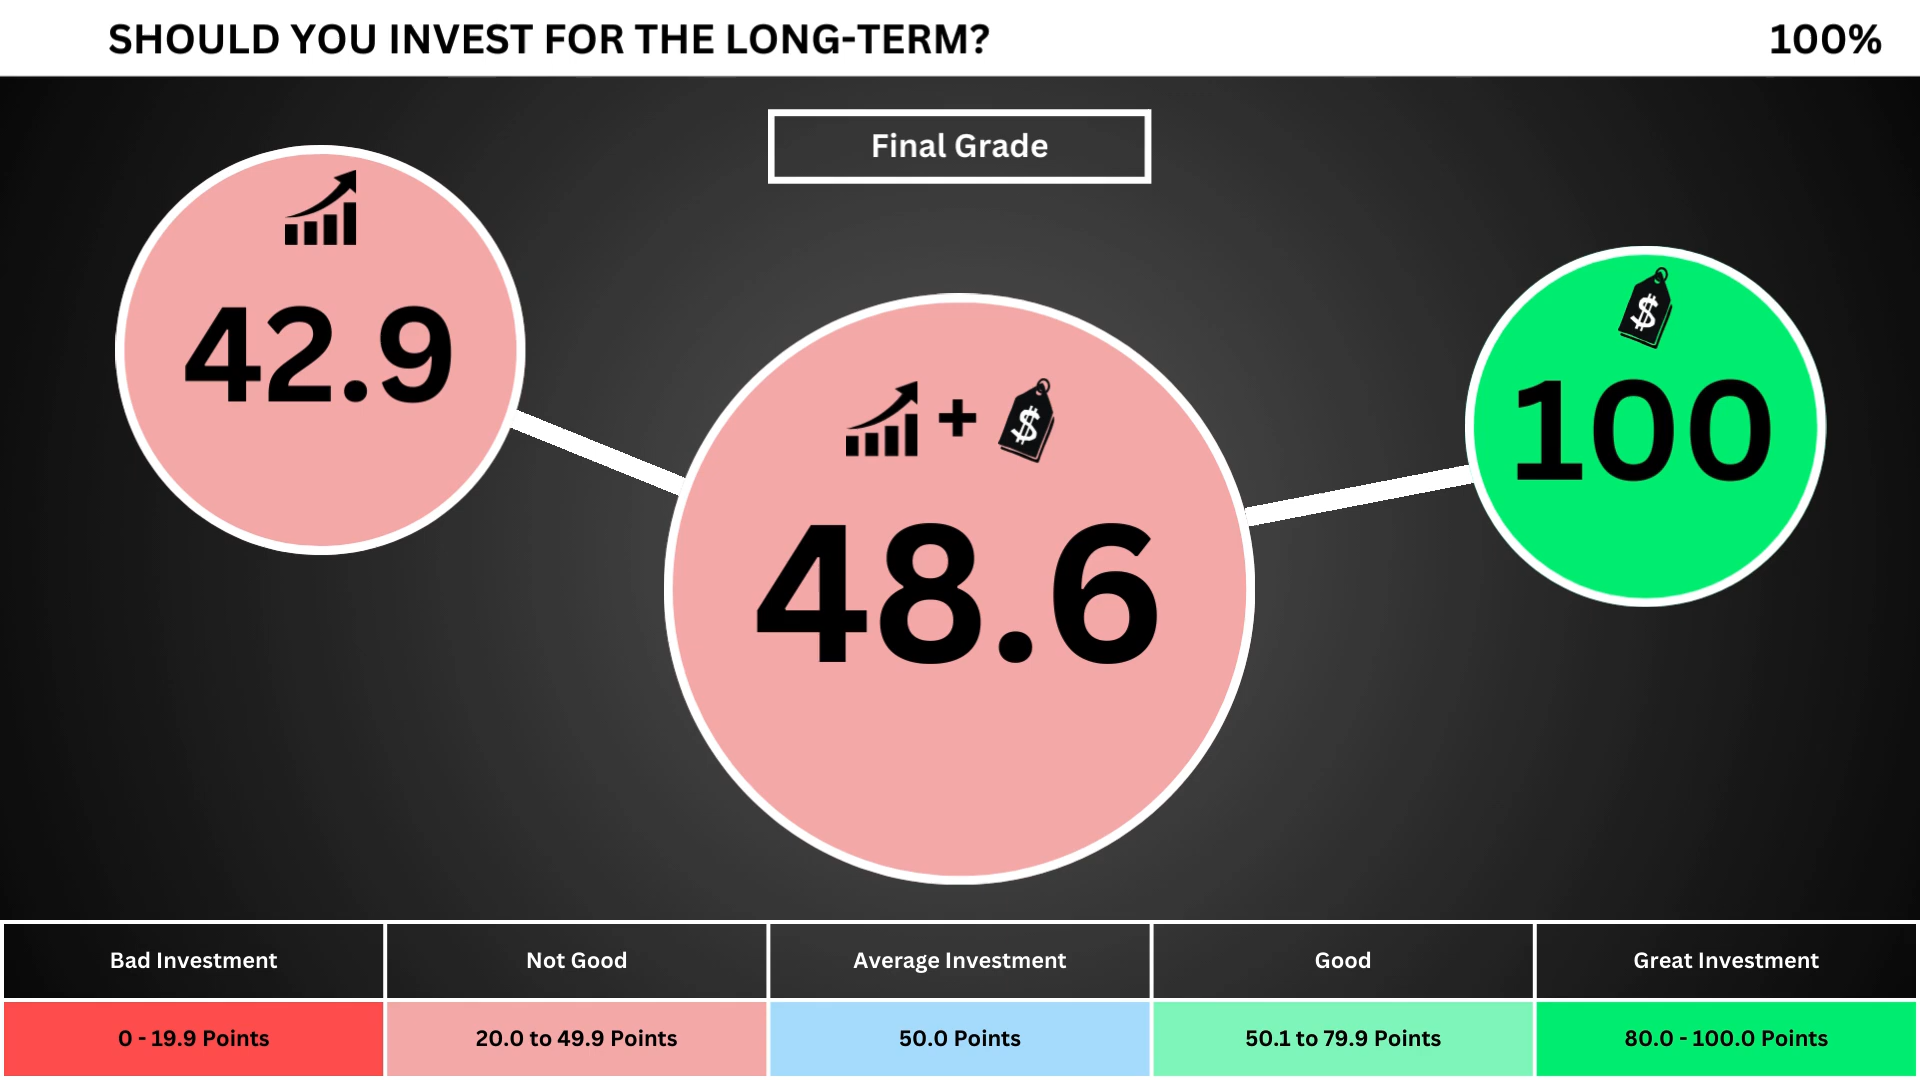 SHOULD YOU INVEST FOR THE LONG-TERM?
100%
Final Grade
42.9
100
+
48.6
Bad Investment
Not Good
Average Investment
Good
Great Investment
0 - 19.9 Points
20.0 to 49.9 Points
50.0 Points
50.1 to 79.9 Points
80.0 - 100.0 Points